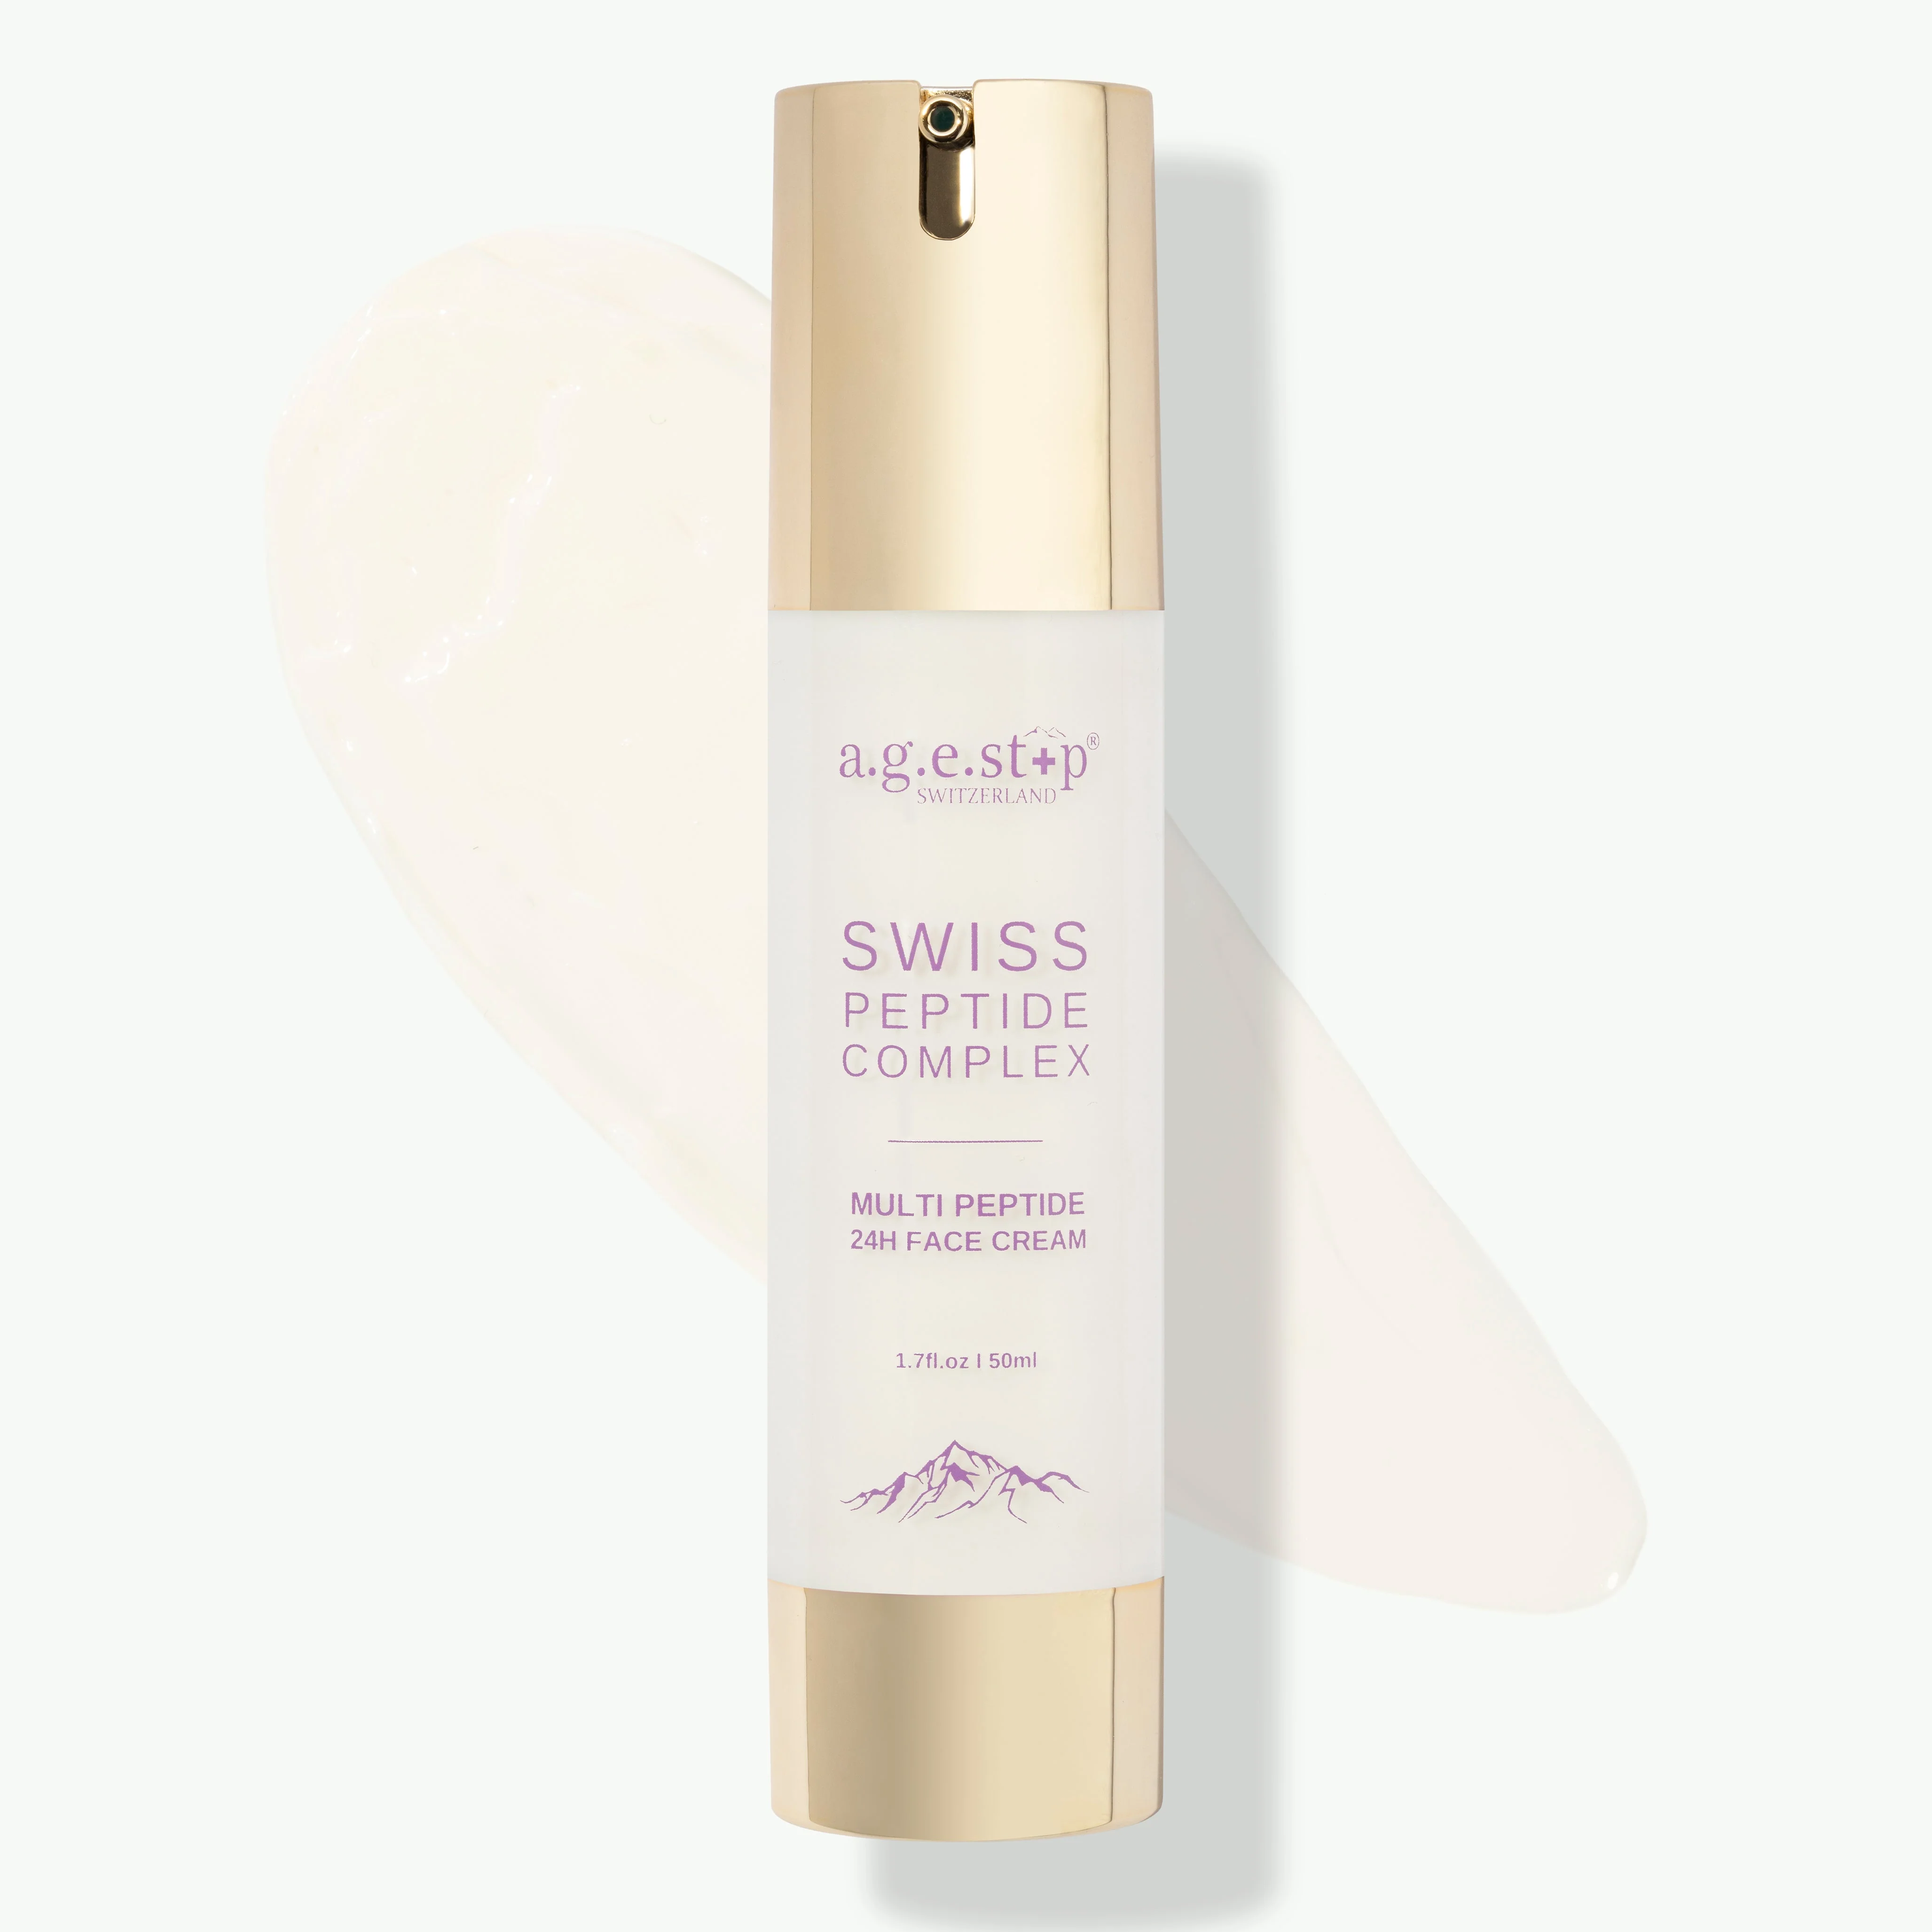 a.g.e.st+p®
SWITZERLAND
SWISS
PEPTIDE
COMPLEX
MULTI PEPTIDE
24H FACE CREAM
1.7fl.oz I 50ml